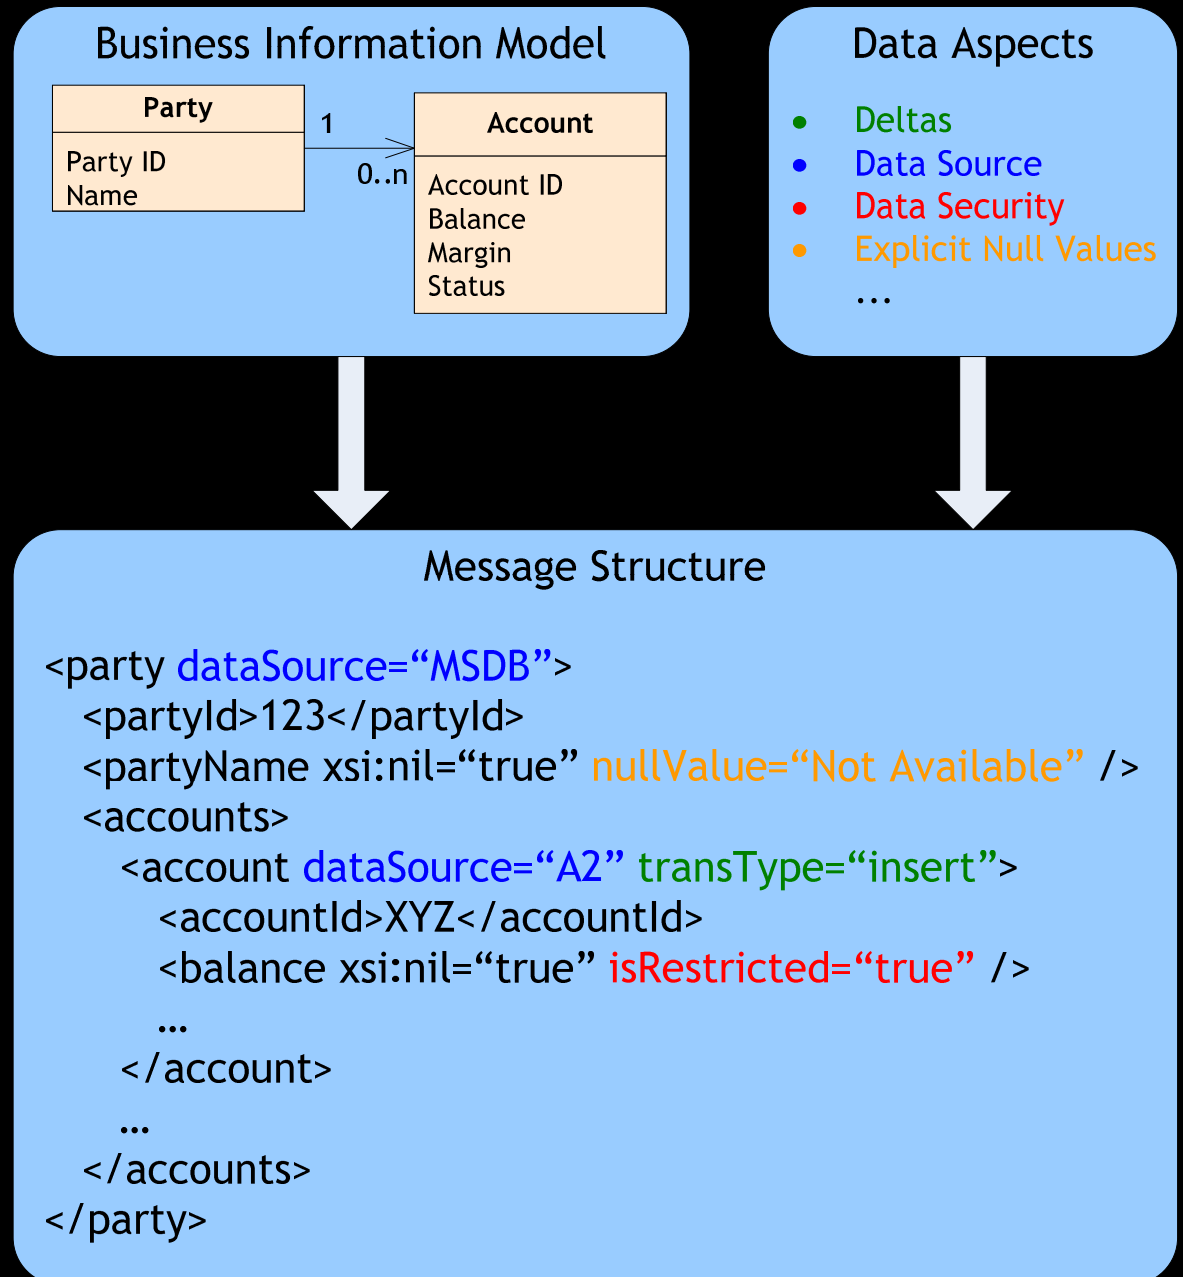 Business Information Model
Party
Party ID
Name
1
0..n
Account
Account ID
Balance
Margin
Status
Data Aspects
• Deltas
• Data Source
• Data Security
• Explicit Null Values
...
Message Structure
<party dataSource=“MSDB”>
<partyId>123</partyId>
<partyName xsi:nil=“true” nullValue=“Not Available” />
<accounts>
<account dataSource=“A2” transType=“insert”>
<accountId>XYZ</accountId>
<balance xsi:nil=“true” isRestricted=“true” />
…
</account>
…
</accounts>
</party>